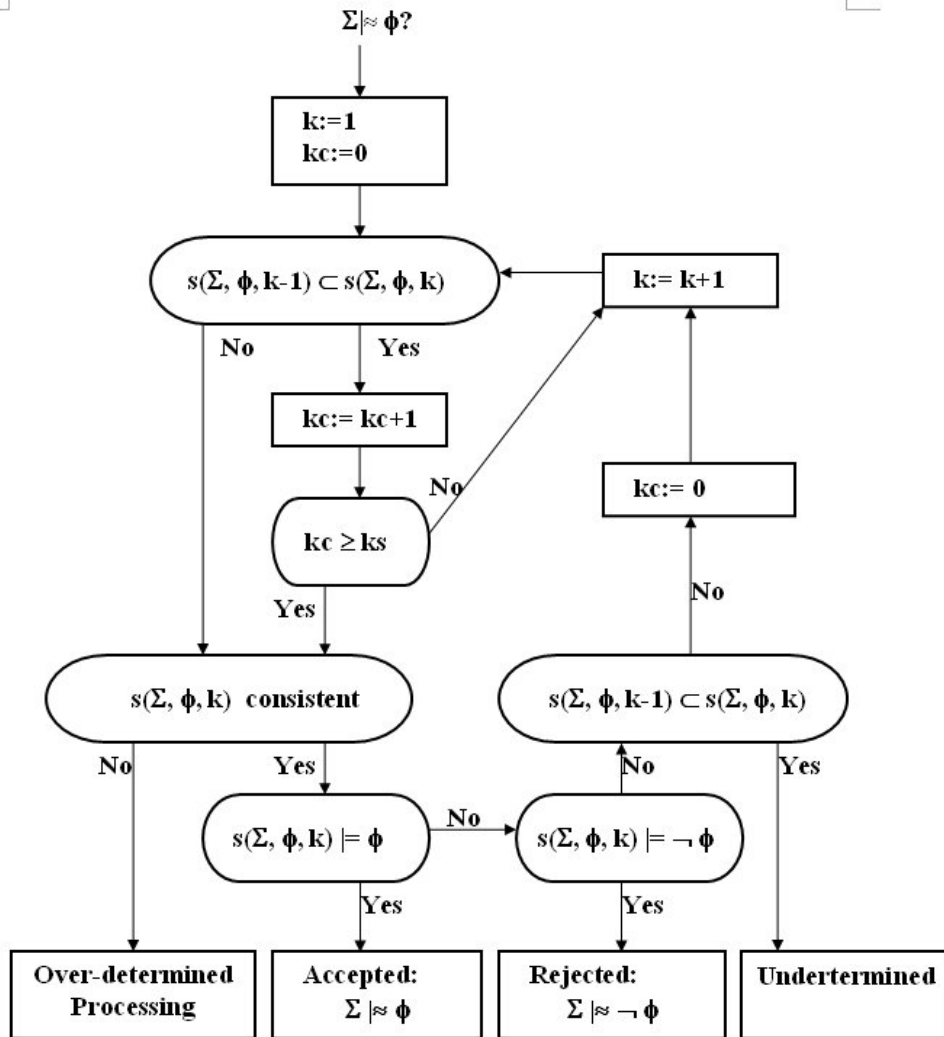 Σ|≈ ϕ?
k:=1
kc:=0
s(Σ, ϕ, k-1) ⊂ s(Σ, ϕ, k)
k:= k+1
No
Yes
kc:= kc+1
No
kc:= 0
kc ≥ ks
No
Yes
s(Σ, ϕ, k) consistent
s(Σ, ϕ, k-1) ⊂ s(Σ, ϕ, k)
No
Yes
No
Yes
s(Σ, ϕ, k) |= ϕ
No
s(Σ, ϕ, k) |= ¬ ϕ
Yes
Yes
Over-determined
Processing
Accepted:
Σ |≈ ϕ
Rejected:
Σ |≈ ¬ ϕ
Undertermined